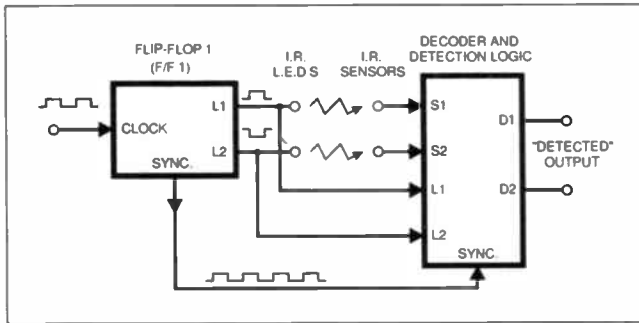 FLIP-FLOP 1
(F/F 1)
I.R.
L.E.D S
I.R.
SENSORS
DECODER AND
DETECTION LOGIC
CLOCK
SYNC.
L1
L2
S1
S2
L1
L2
SYNC.
D1
D2
"DETECTED"
OUTPUT